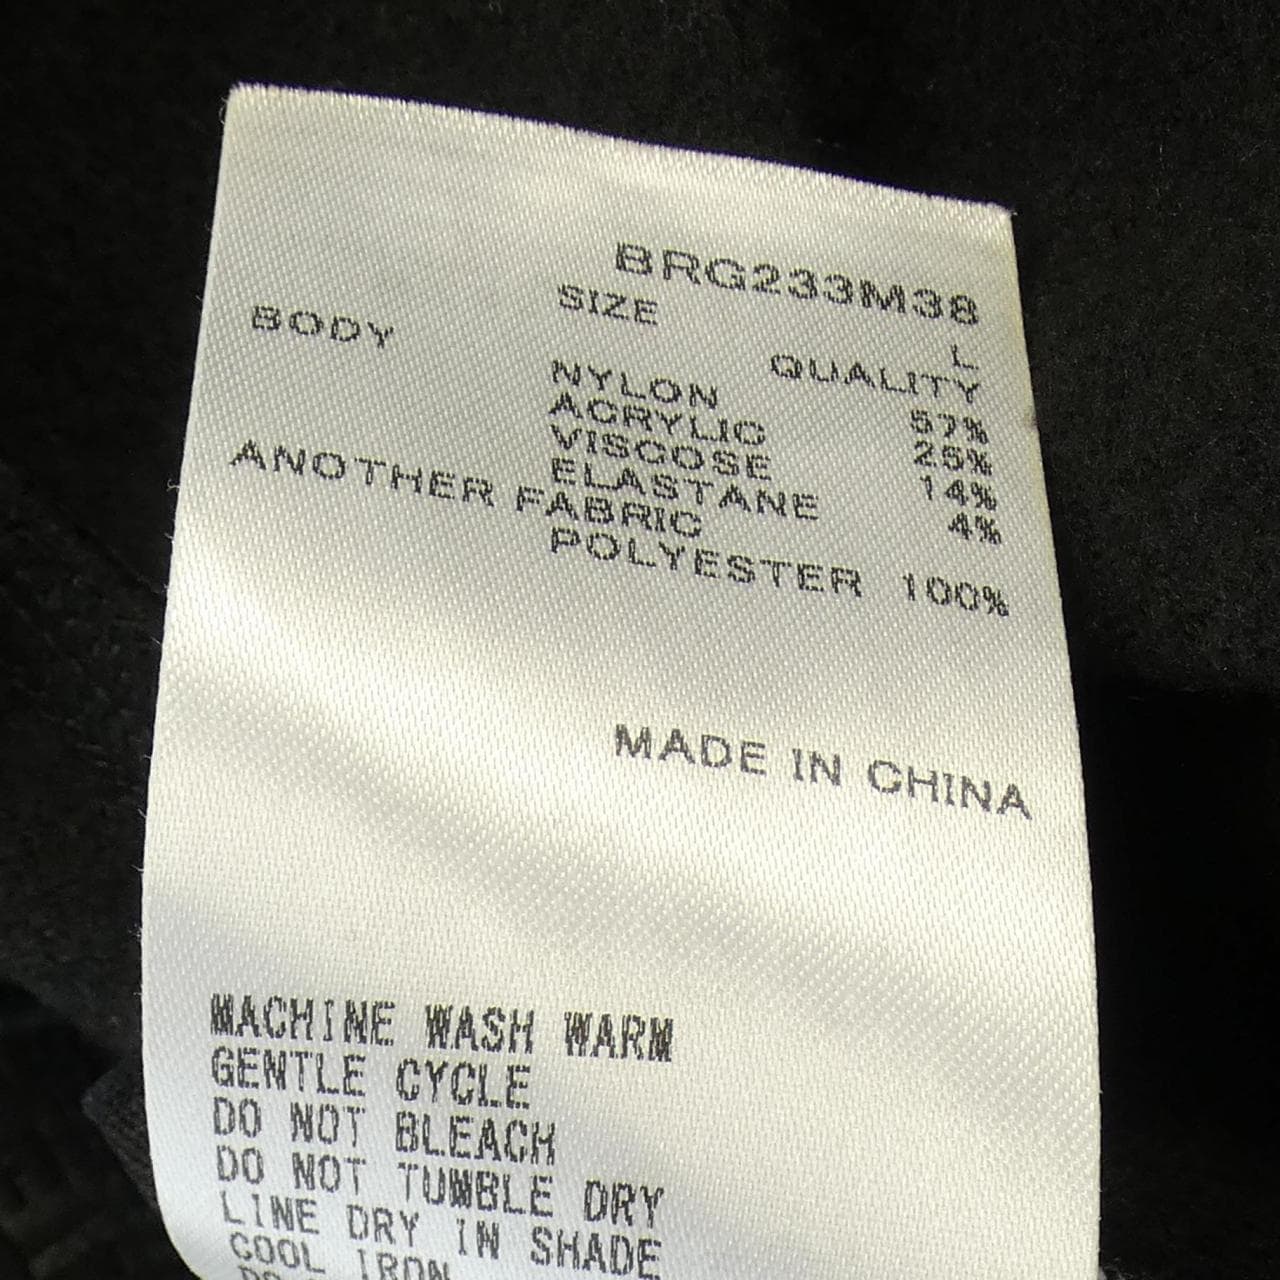 BRG233M38
SIZE L
BODY QUALITY
NYLON 57%
ACRYLIC 25%
VISCOSE 14%
ELASTANE 4%
ANOTHER FABRIC
POLYESTER 100%
MADE IN CHINA
MACHINE WASH WARM
GENTLE CYCLE
DO NOT BLEACH
DO NOT TUMBLE DRY
LINE DRY IN SHADE
COOL IRON